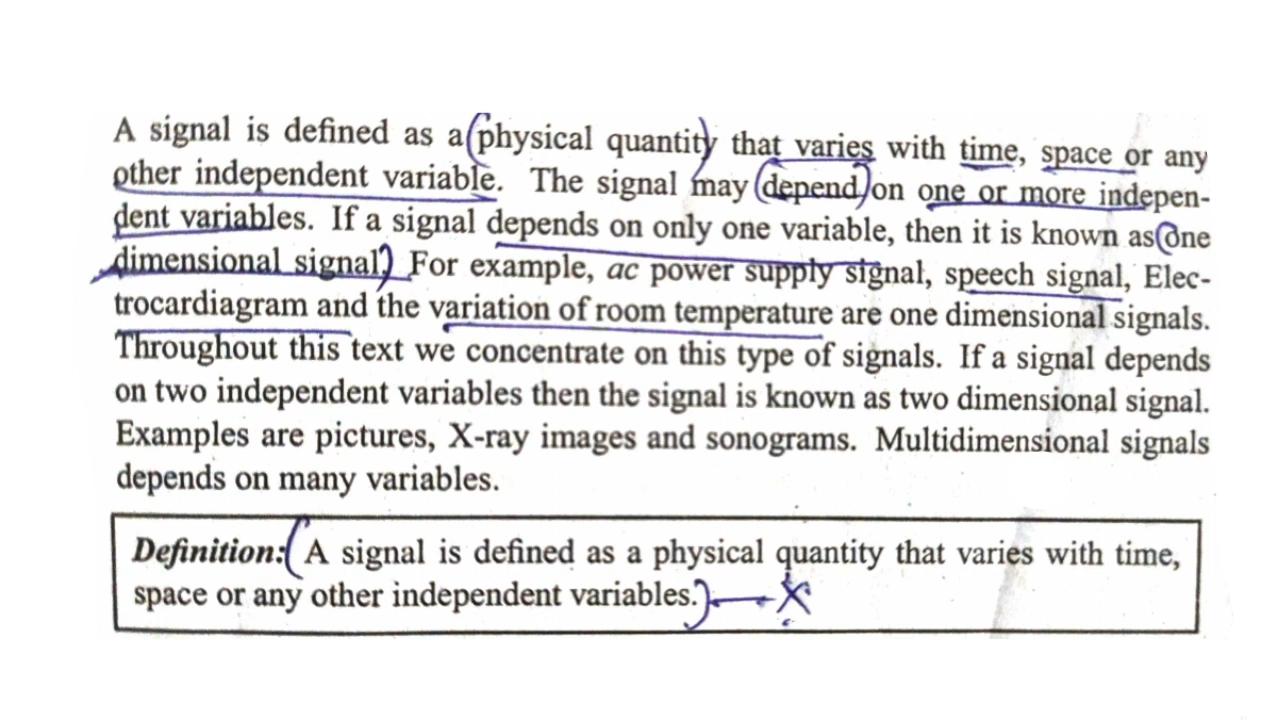 A signal is defined as a physical quantity that varies with time, space or any
other independent variable. The signal may depend on one or more indepen-
dent variables. If a signal depends on only one variable, then it is known as one
dimensional signal. For example, ac power supply signal, speech signal, Elec-
trocardiagram and the variation of room temperature are one dimensional signals.
Throughout this text we concentrate on this type of signals. If a signal depends
on two independent variables then the signal is known as two dimensional signal.
Examples are pictures, X-ray images and sonograms. Multidimensional signals
depends on many variables.
Definition: A signal is defined as a physical quantity that varies with time,
space or any other independent variables.